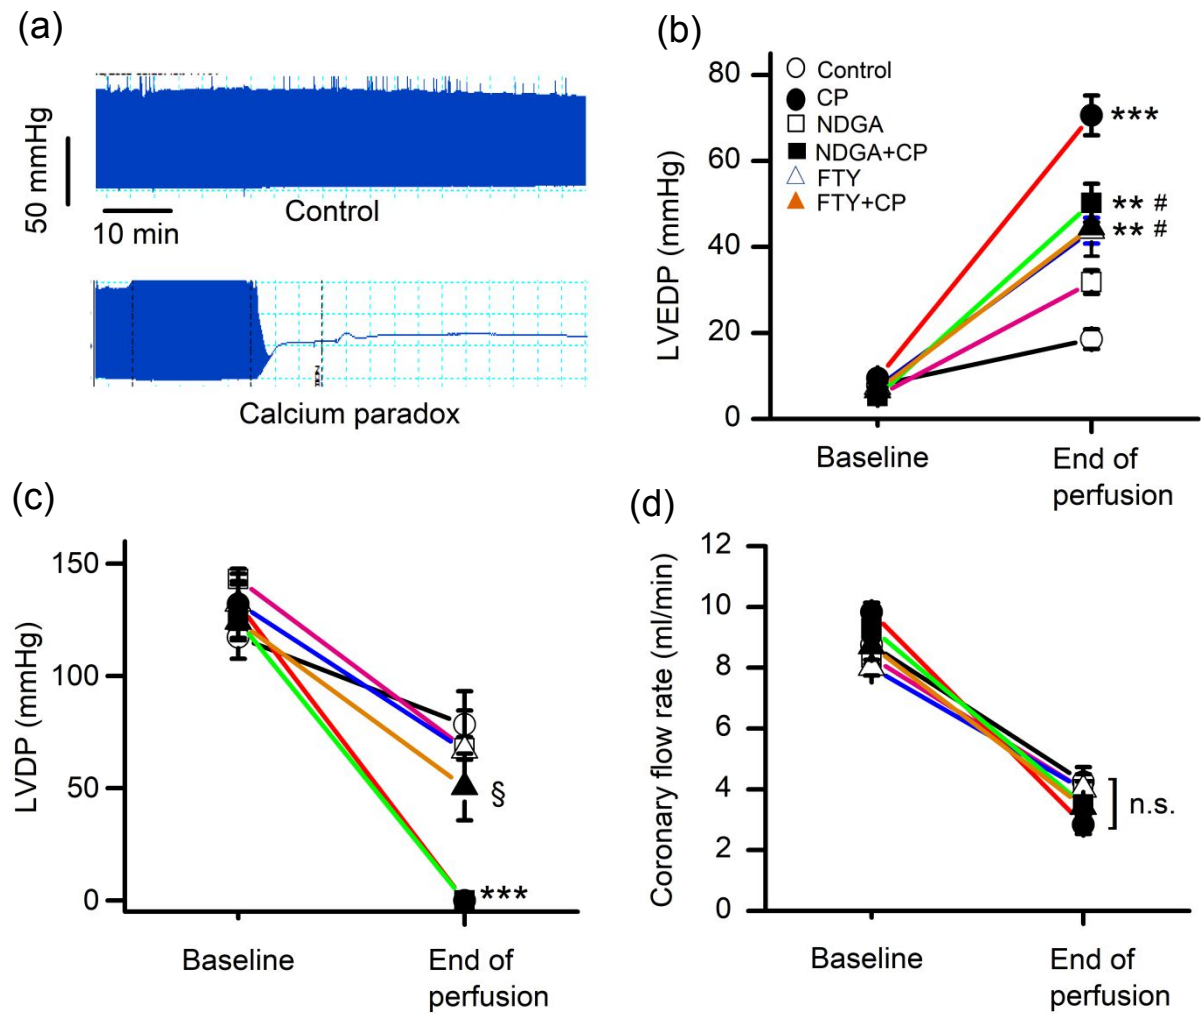 (a)
50 mmHg
10 min
Control
Calcium paradox
(b)
LVEDP (mmHg)
80
60
40
20
0
Control
CP
NDGA
NDGA+CP
FTY
FTY+CP
***
** #
** #
Baseline
End of
perfusion
(c)
LVDP (mmHg)
150
100
50
0
§
***
Baseline
End of
perfusion
(d)
Coronary flow rate (ml/min)
12
10
8
6
4
2
0
n.s.
Baseline
End of
perfusion